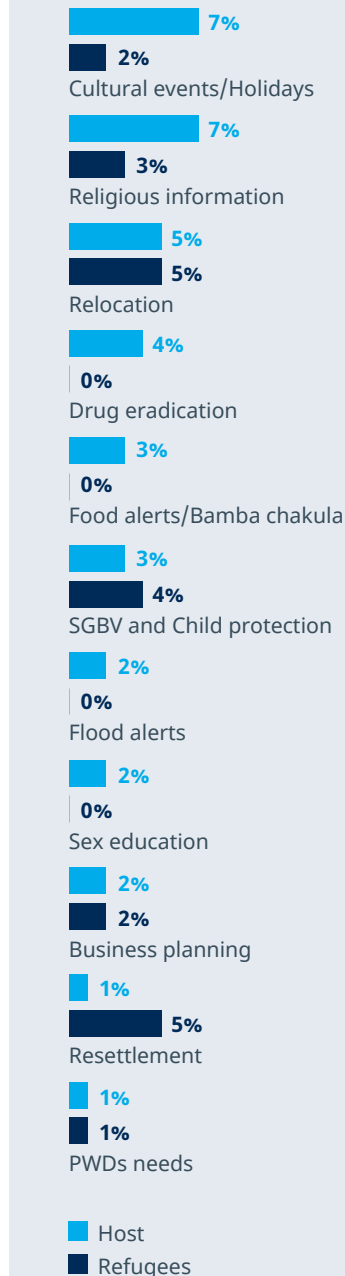 7%
2%
Cultural events/Holidays
7%
3%
Religious information
5%
5%
Relocation
4%
0%
Drug eradication
3%
0%
Food alerts/Bamba chakula
3%
4%
SGBV and Child protection
2%
0%
Flood alerts
2%
0%
Sex education
2%
2%
Business planning
1%
5%
Resettlement
1%
1%
PWDs needs
Host
Refugees